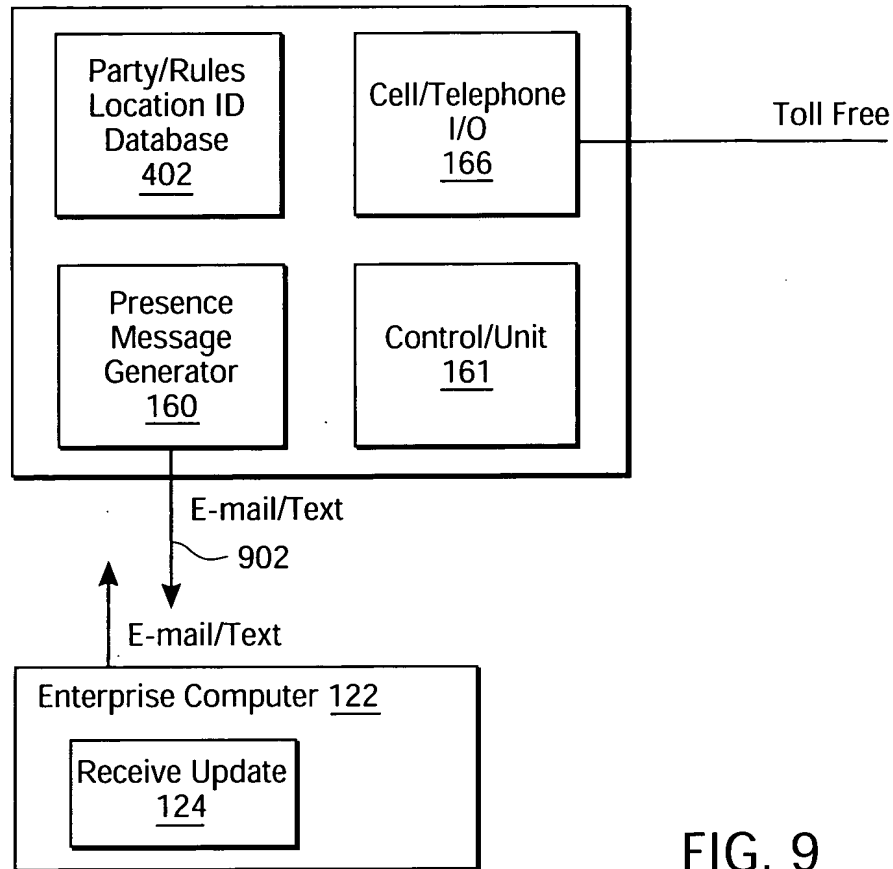 Party/Rules
Location ID
Database
402
Cell/Telephone
I/O
166
Toll Free
Presence
Message
Generator
160
Control/Unit
161
E-mail/Text
902
E-mail/Text
Enterprise Computer 122
Receive Update
124
FIG. 9